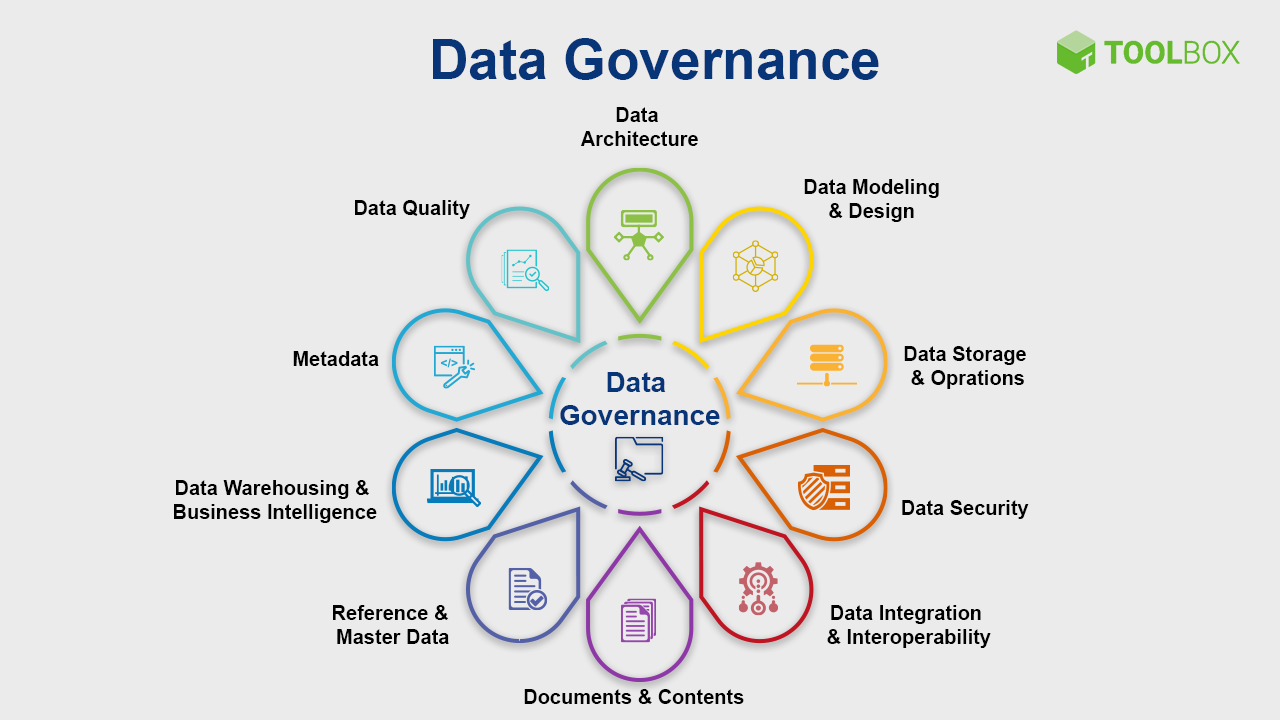 Data Governance
TOOLBOX
Data
Architecture
Data Modeling
& Design
Data Quality
Data Storage
& Oprations
Metadata
</>
Data
Governance
Data Warehousing &
Business Intelligence
Data Security
Reference &
Master Data
Data Integration
& Interoperability
Documents & Contents